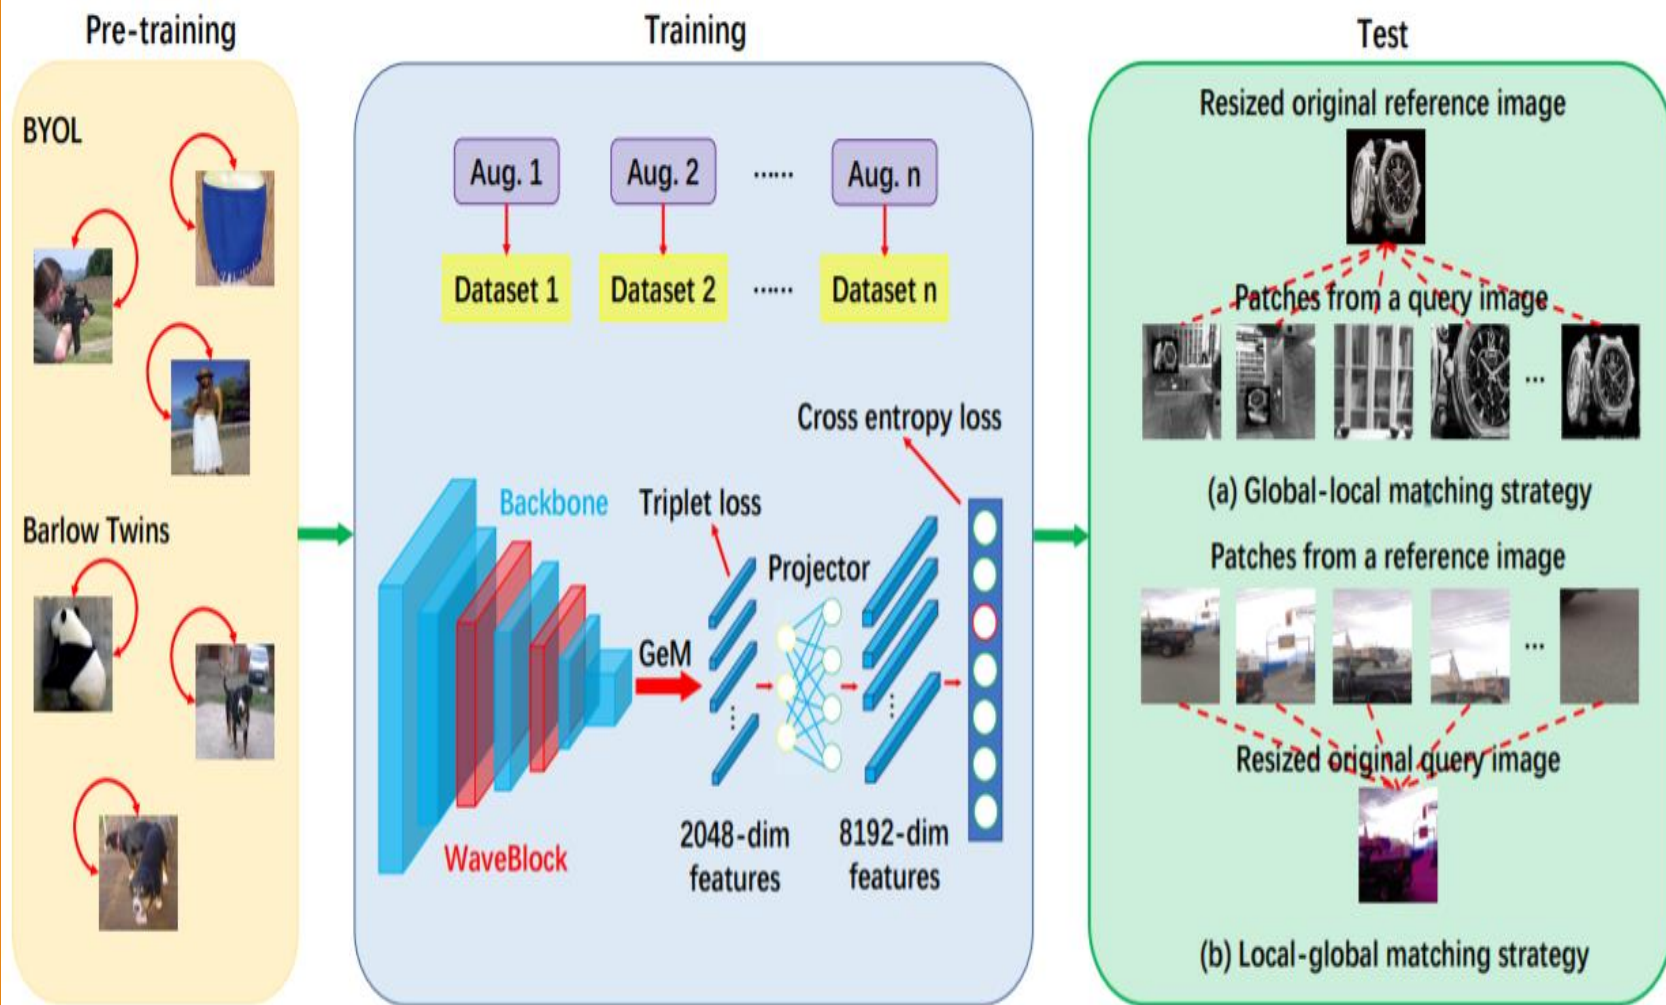 Pre-training
BYOL
Barlow Twins
Training
Aug. 1
Aug. 2
......
Aug. n
Dataset 1
Dataset 2
......
Dataset n
Cross entropy loss
Backbone
Triplet loss
Projector
GeM
WaveBlock
2048-dim
features
8192-dim
features
Test
Resized original reference image
Patches from a query image
...
(a) Global-local matching strategy
Patches from a reference image
...
Resized original query image
(b) Local-global matching strategy